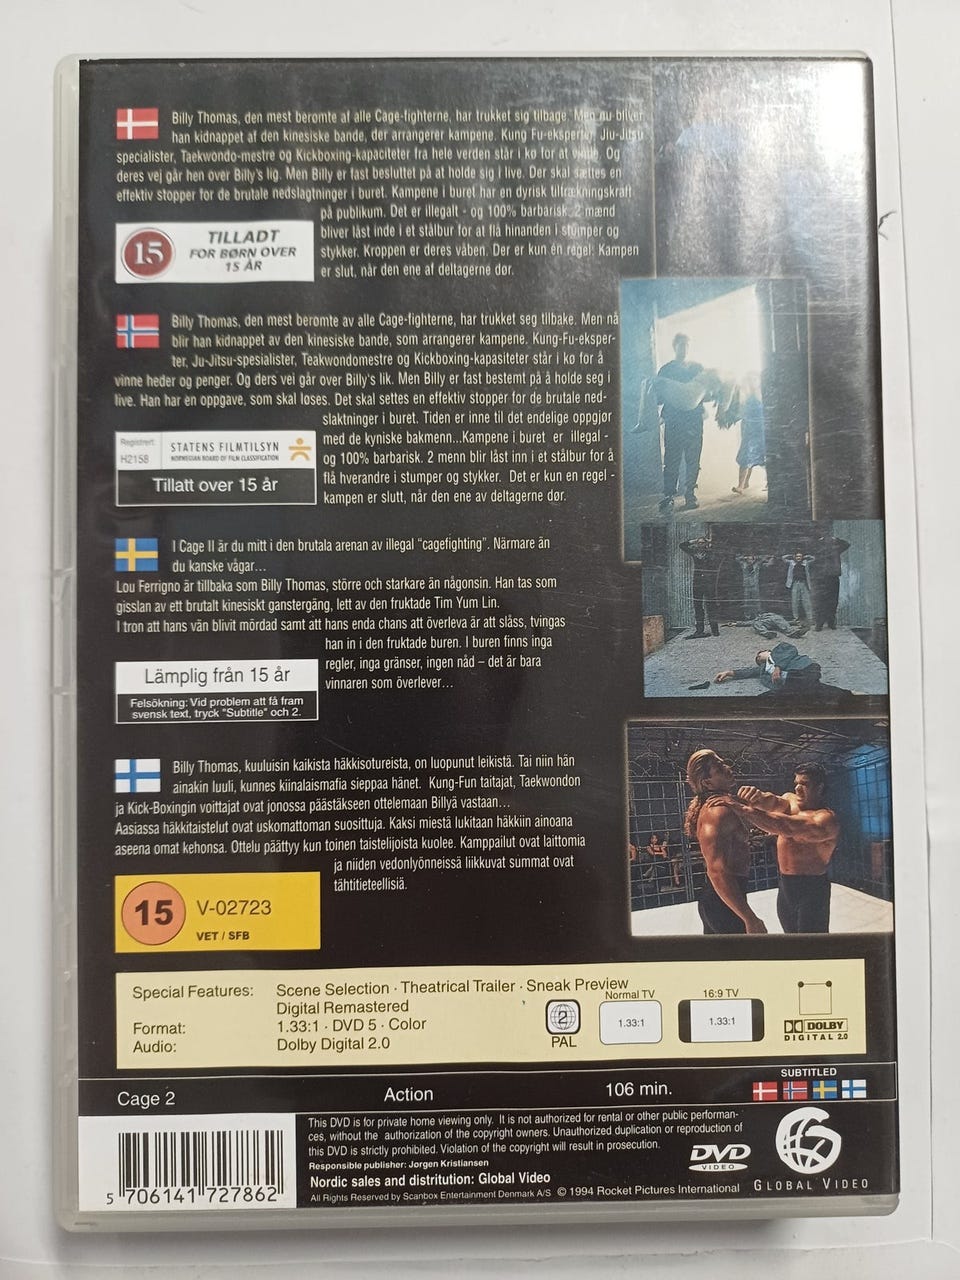 Billy Thomas, den mest berømte af alle Cage-fighterne, har trukket sig tilbage. Men nu bliver
han kidnappet af den kinesiske bande, der arrangerer kampene. Kung Fu-eksperter, Jiu-Jitsu
specialister, Taekwondo-mestre og Kickboxing-kapaciteter fra hele verden står i kø for at vinde. Og
deres vej går hen over Billy's lig. Men Billy er fast besluttet på at holde sig i live. Der skal sættes en
effektiv stopper for de brutale nedslagtninger i buret. Kampene i buret har en dyrisk tiltrækningskraft
på publikum. Det er illegalt - og 100% barbarisk. 2 mænd
bliver låst inde i et stålbur for at flå hinanden i stumper og
stykker. Kroppen er deres våben. Der er kun én regel: Kampen
er slut, når den ene af deltagerne dør.
15
TILLADT
FOR BØRN OVER
15 ÅR
Billy Thomas, den mest berømte av alle Cage-fighterne, har trukket seg tilbake. Men nå
blir han kidnappet av den kinesiske bande, som arrangerer kampene. Kung-Fu-eksper-
ter, Ju-Jitsu-spesialister, Teakwondomestre og Kickboxing-kapasiteter står i kø for å
vinne heder og penger. Og ders vei går over Billy's lik. Men Billy er fast bestemt på å holde seg i
live. Han har en oppgave, som skal løses. Det skal settes en effektiv stopper for de brutale ned-
slaktninger i buret. Tiden er inne til det endelige oppgjør
med de kyniske bakmenn...Kampene i buret er illegal -
og 100% barbarisk. 2 menn blir låst inn i et stålbur for å
flå hverandre i stumper og stykker. Det er kun en regel -
kampen er slutt, når den ene av deltagerne dør.
Registrert
H2158
STATENS FILMTILSYN
NORWEGIAN BOARD OF FILM CLASSIFICATION
Tillatt over 15 år
I Cage II är du mitt i den brutala arenan av illegal "cagefighting". Närmare än
du kanske vågar...
Lou Ferrigno är tillbaka som Billy Thomas, större och starkare än någonsin. Han tas som
gisslan av ett brutalt kinesiskt ganstergäng, lett av den fruktade Tim Yum Lin.
I tron att hans vän blivit mördad samt att hans enda chans att överleva är att slåss, tvingas
han in i den fruktade buren. I buren finns inga
regler, inga gränser, ingen nåd – det är bara
vinnaren som överlever...
Lämplig från 15 år
Felsökning: Vid problem att få fram
svensk text, tryck "Subtitle" och 2.
Billy Thomas, kuuluisin kaikista häkkisotureista, on luopunut leikistä. Tai niin hän
ainakin luuli, kunnes kiinalaismafia sieppaa hänet. Kung-Fun taitajat, Taekwondon
ja Kick-Boxingin voittajat ovat jonossa päästäkseen ottelemaan Billyä vastaan...
Aasiassa häkkitaistelut ovat uskomattoman suosittuja. Kaksi miestä lukitaan häkkiin ainoana
aseena omat kehonsa. Ottelu päättyy kun toinen taistelijoista kuolee. Kamppailut ovat laittomia
ja niiden vedonlyönneissä liikkuvat summat ovat
tähtitieteellisiä.
15
V-02723
VET / SFB
Special Features: Scene Selection · Theatrical Trailer · Sneak Preview
Digital Remastered
Format: 1.33:1 · DVD 5 · Color
Audio: Dolby Digital 2.0
2
PAL
Normal TV
1.33:1
16:9 TV
1.33:1
DOLBY
DIGITAL 2.0
Cage 2
Action
106 min.
SUBTITLED
This DVD is for private home viewing only. It is not authorized for rental or other public performan-
ces, without the authorization of the copyright owners. Unauthorized duplication or reproduction of
this DVD is strictly prohibited. Violation of the copyright will result in prosecution.
Responsible publisher: Jørgen Kristiansen
Nordic sales and distribution: Global Video
All Rights Reserved by Scanbox Entertainment Denmark A/S © 1994 Rocket Pictures International
DVD
VIDEO
GLOBAL VIDEO
5 706141 727862